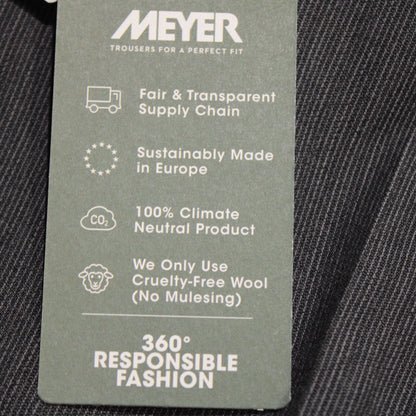 MEYER
TROUSERS FOR A PERFECT FIT
Fair & Transparent
Supply Chain
Sustainably Made
in Europe
CO₂
100% Climate
Neutral Product
We Only Use
Cruelty-Free Wool
(No Mulesing)
360°
RESPONSIBLE
FASHION